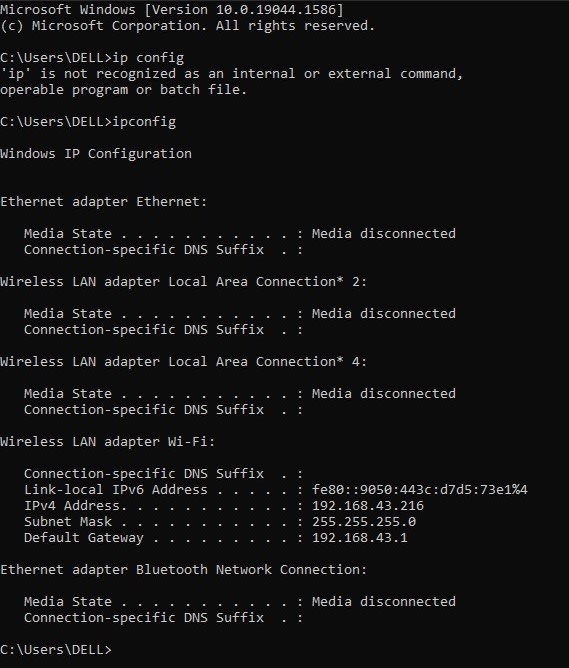 Microsoft Windows [Version 10.0.19044.1586]
(c) Microsoft Corporation. All rights reserved.
C:\Users\DELL>ip config
'ip' is not recognized as an internal or external command,
operable program or batch file.
C:\Users\DELL>ipconfig
Windows IP Configuration
Ethernet adapter Ethernet:
Media State . . . . . . . . . . . : Media disconnected
Connection-specific DNS Suffix  . :
Wireless LAN adapter Local Area Connection* 2:
Media State . . . . . . . . . . . : Media disconnected
Connection-specific DNS Suffix  . :
Wireless LAN adapter Local Area Connection* 4:
Media State . . . . . . . . . . . : Media disconnected
Connection-specific DNS Suffix  . :
Wireless LAN adapter Wi-Fi:
Connection-specific DNS Suffix  . :
Link-local IPv6 Address . . . . . : fe80::9050:443c:d7d5:73e1%4
IPv4 Address. . . . . . . . . . . : 192.168.43.216
Subnet Mask . . . . . . . . . . . : 255.255.255.0
Default Gateway . . . . . . . . . : 192.168.43.1
Ethernet adapter Bluetooth Network Connection:
Media State . . . . . . . . . . . : Media disconnected
Connection-specific DNS Suffix  . :
C:\Users\DELL>